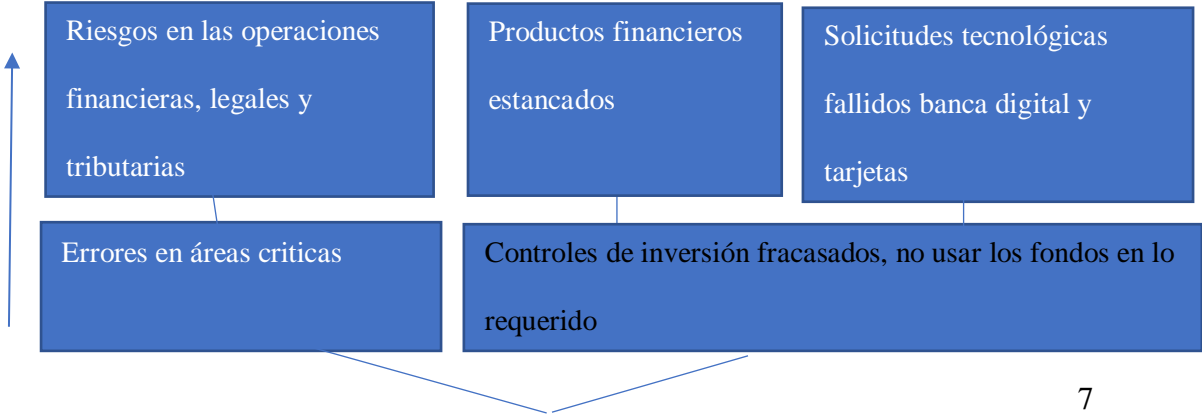 Riesgos en las operaciones
financieras, legales y
tributarias
Productos financieros
estancados
Solicitudes tecnológicas
fallidos banca digital y
tarjetas
Errores en áreas criticas
Controles de inversión fracasados, no usar los fondos en lo
requerido
7